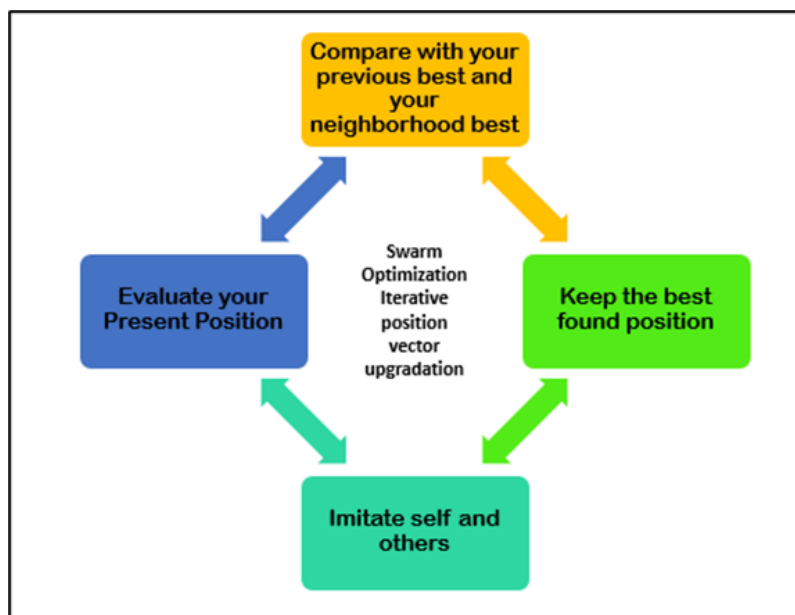 Compare with your
previous best and
your
neighborhood best
Evaluate your
Present Position
Swarm
Optimization
Iterative
position
vector
upgradation
Keep the best
found position
Imitate self and
others